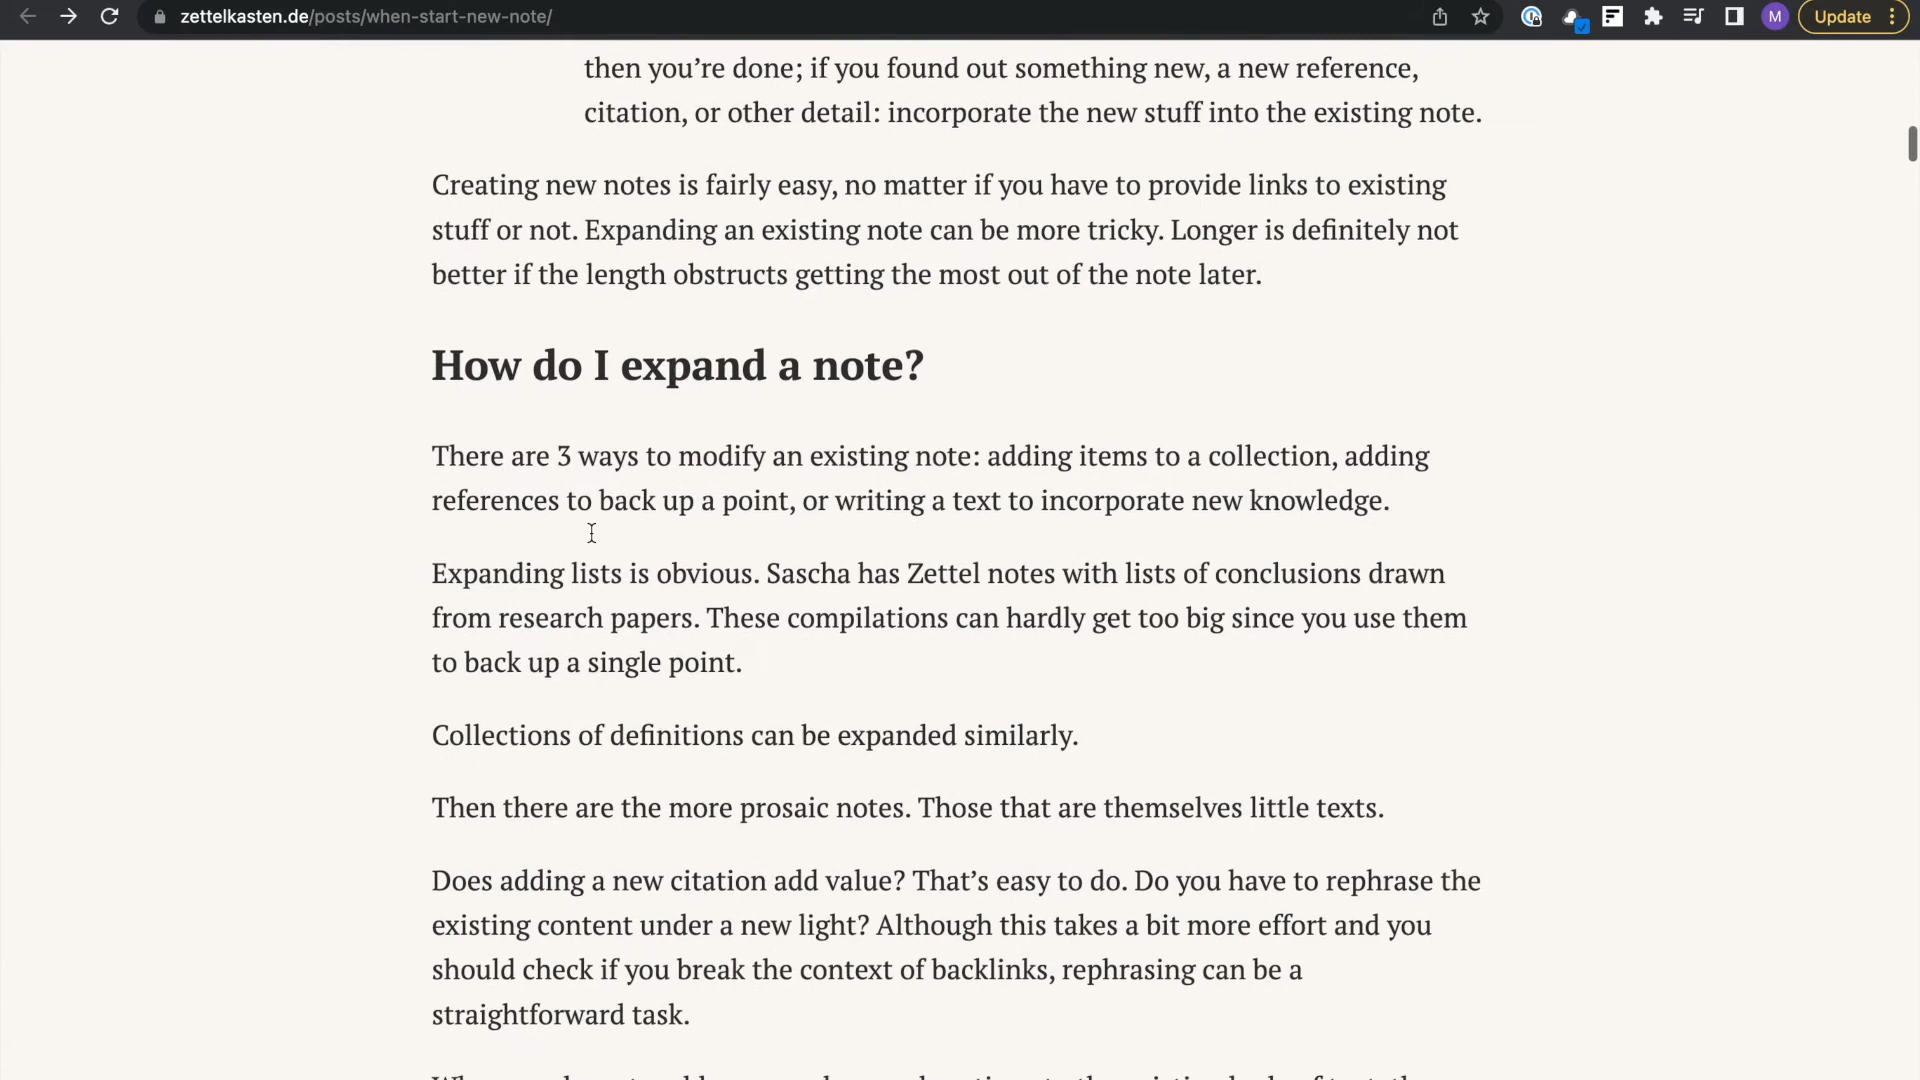 zettelkasten.de/posts/when-start-new-note/
M
Update
then you’re done; if you found out something new, a new reference,
citation, or other detail: incorporate the new stuff into the existing note.
Creating new notes is fairly easy, no matter if you have to provide links to existing
stuff or not. Expanding an existing note can be more tricky. Longer is definitely not
better if the length obstructs getting the most out of the note later.
How do I expand a note?
There are 3 ways to modify an existing note: adding items to a collection, adding
references to back up a point, or writing a text to incorporate new knowledge.
Expanding lists is obvious. Sascha has Zettel notes with lists of conclusions drawn
from research papers. These compilations can hardly get too big since you use them
to back up a single point.
Collections of definitions can be expanded similarly.
Then there are the more prosaic notes. Those that are themselves little texts.
Does adding a new citation add value? That’s easy to do. Do you have to rephrase the
existing content under a new light? Although this takes a bit more effort and you
should check if you break the context of backlinks, rephrasing can be a
straightforward task.